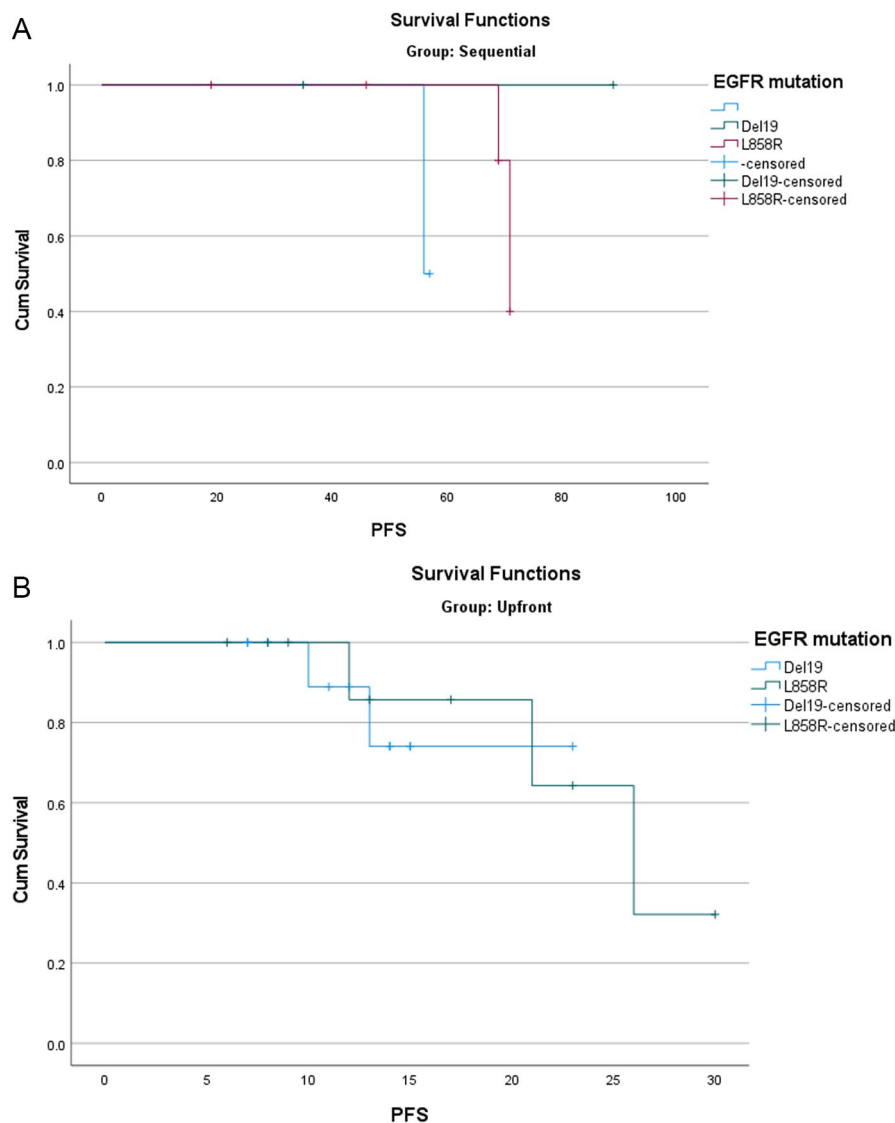 A
Survival Functions
Group: Sequential
EGFR mutation
Del19
L858R
-censored
Del19-censored
L858R-censored
Cum Survival
1.0
0.8
0.6
0.4
0.2
0.0
0 20 40 60 80 100
PFS
B
Survival Functions
Group: Upfront
EGFR mutation
Del19
L858R
Del19-censored
L858R-censored
Cum Survival
1.0
0.8
0.6
0.4
0.2
0.0
0 5 10 15 20 25 30
PFS